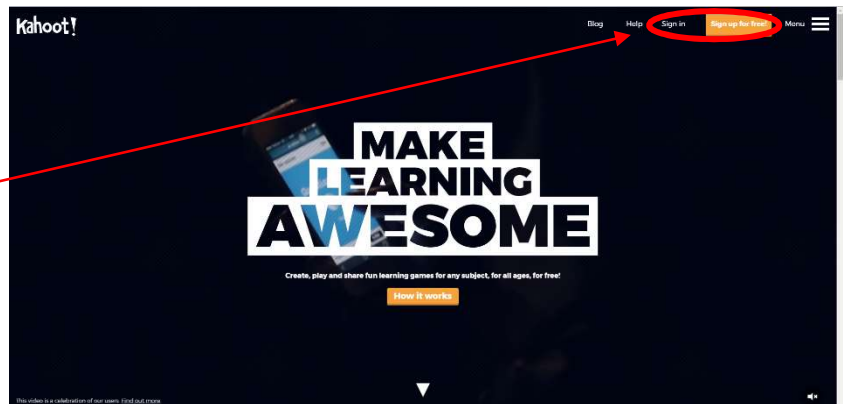 Kahoot!
Blog Help Sign in Sign up for free! Menu
MAKE
LEARNING
AWESOME
Create, play and share fun learning games for any subject, for all ages, for free!
How it works
This video is a celebration of our users Find out more